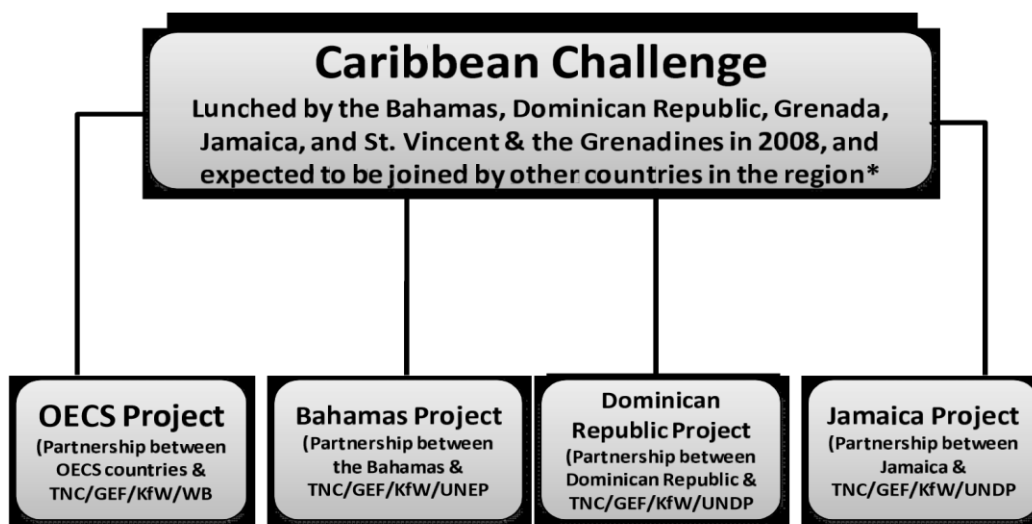 Caribbean Challenge
Lunched by the Bahamas, Dominican Republic, Grenada,
Jamaica, and St. Vincent & the Grenadines in 2008, and
expected to be joined by other countries in the region*
OECS Project
(Partnership between
OECS countries &
TNC/GEF/KfW/WB
Bahamas Project
(Partnership between
the Bahamas &
TNC/GEF/KfW/UNEP
Dominican
Republic Project
(Partnership between
Dominican Republic &
TNC/GEF/KfW/UNDP
Jamaica Project
(Partnership between
Jamaica &
TNC/GEF/KfW/UNDP